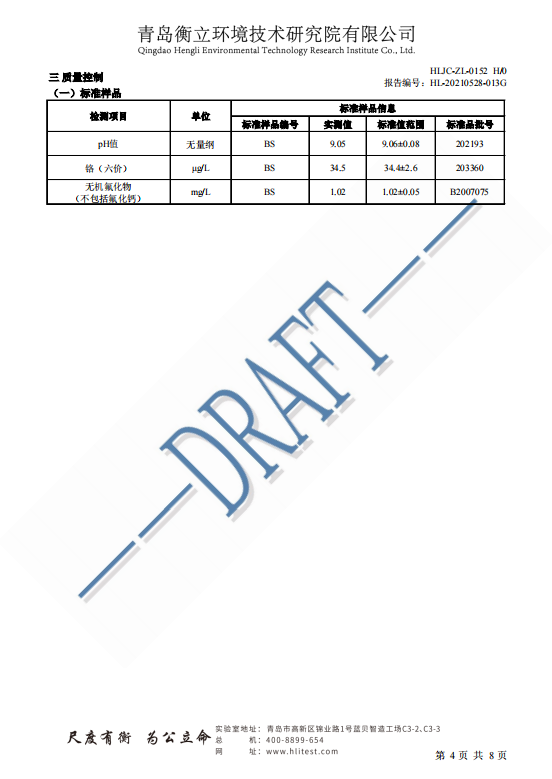 青岛衡立环境技术研究院有限公司
Qingdao Hengli Environmental Technology Research Institute Co., Ltd.
HLJC-ZL-0152 H/0
报告编号：HL-20210528-013G
三 质量控制
（一）标准样品
检测项目 单位 标准样品信息
标准样品编号 实测值 标准值范围 标准品批号
pH值 无量纲 BS 9.05 9.06±0.08 202193
铬（六价） μg/L BS 34.5 34.4±2.6 203360
无机氟化物
（不包括氟化钙） mg/L BS 1.02 1.02±0.05 B2007075
DRAFT
尺度有衡 为公立命
实验室地址：青岛市高新区锦业路1号蓝贝智造工场C3-2、C3-3
总 机：400-8899-654
网 址：www.hlitest.com
第 4 页 共 8 页